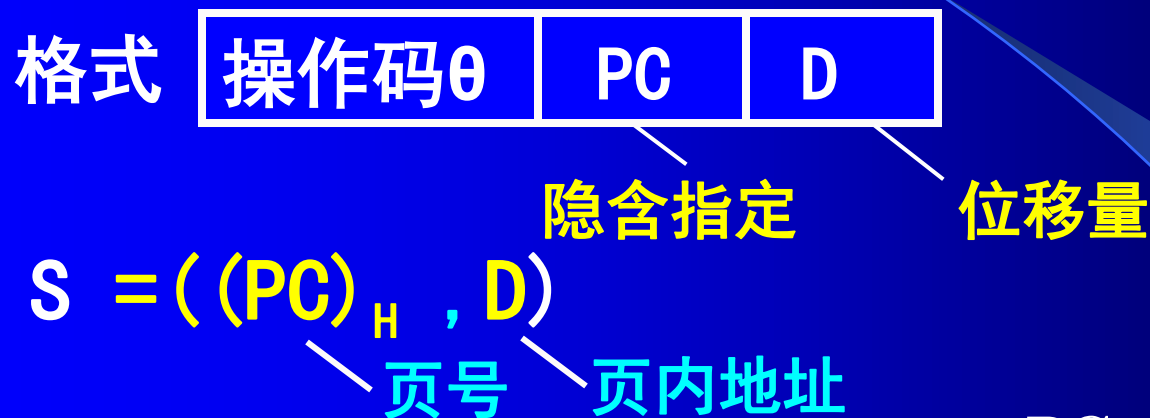 格式 操作码θ PC D
隐含指定 位移量
S =((PC)H ,D)
页号 页内地址